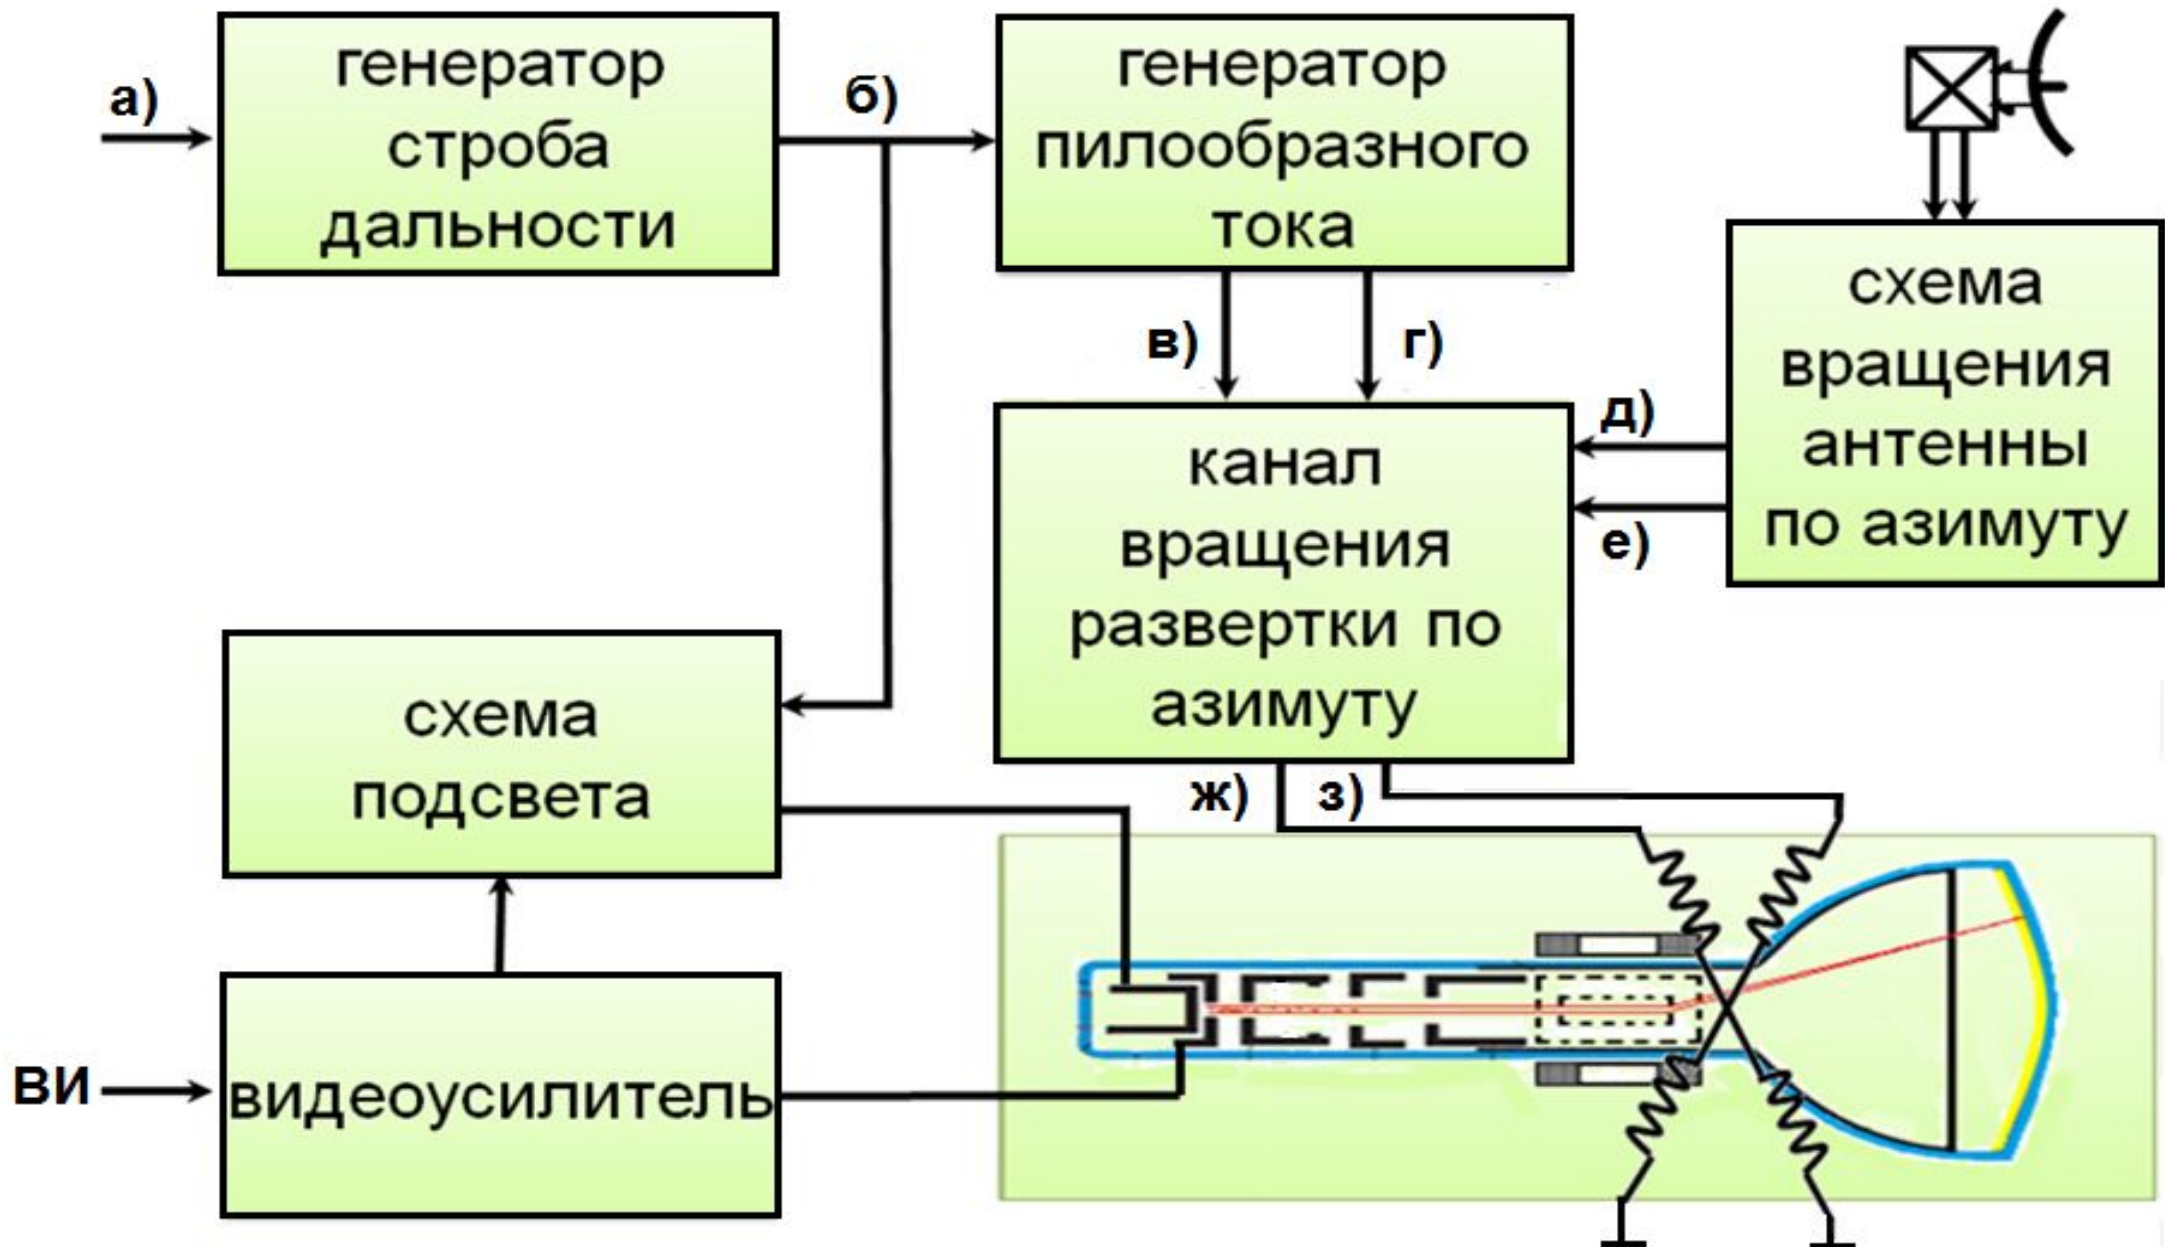 а)
генератор
строба
дальности
б)
генератор
пилообразного
тока
в)
г)
схема
вращения
антенны
по азимуту
д)
е)
канал
вращения
развертки по
азимуту
ж)
з)
схема
подсвета
ВИ
видеоусилитель